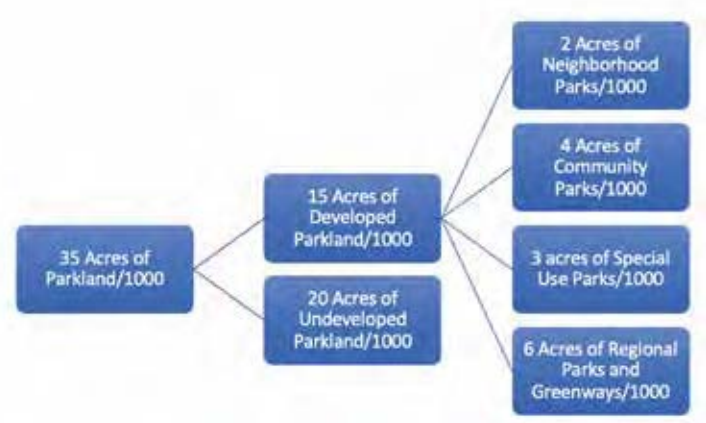 35 Acres of
Parkland/1000
15 Acres of
Developed
Parkland/1000
20 Acres of
Undeveloped
Parkland/1000
2 Acres of
Neighborhood
Parks/1000
4 Acres of
Community
Parks/1000
3 acres of Special
Use Parks/1000
6 Acres of Regional
Parks and
Greenways/1000